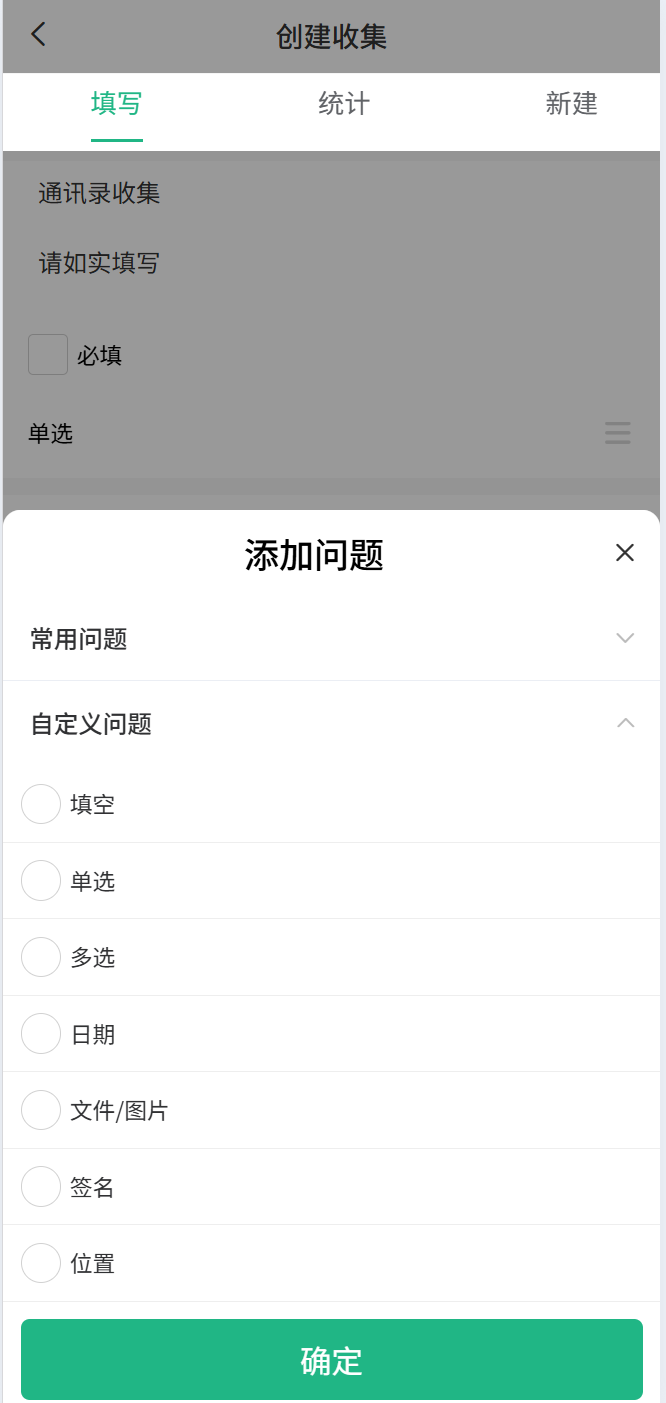 创建收集
填写 统计 新建
通讯录收集
请如实填写
必填
单选
添加问题
常用问题
自定义问题
填空
单选
多选
日期
文件/图片
签名
位置
确定